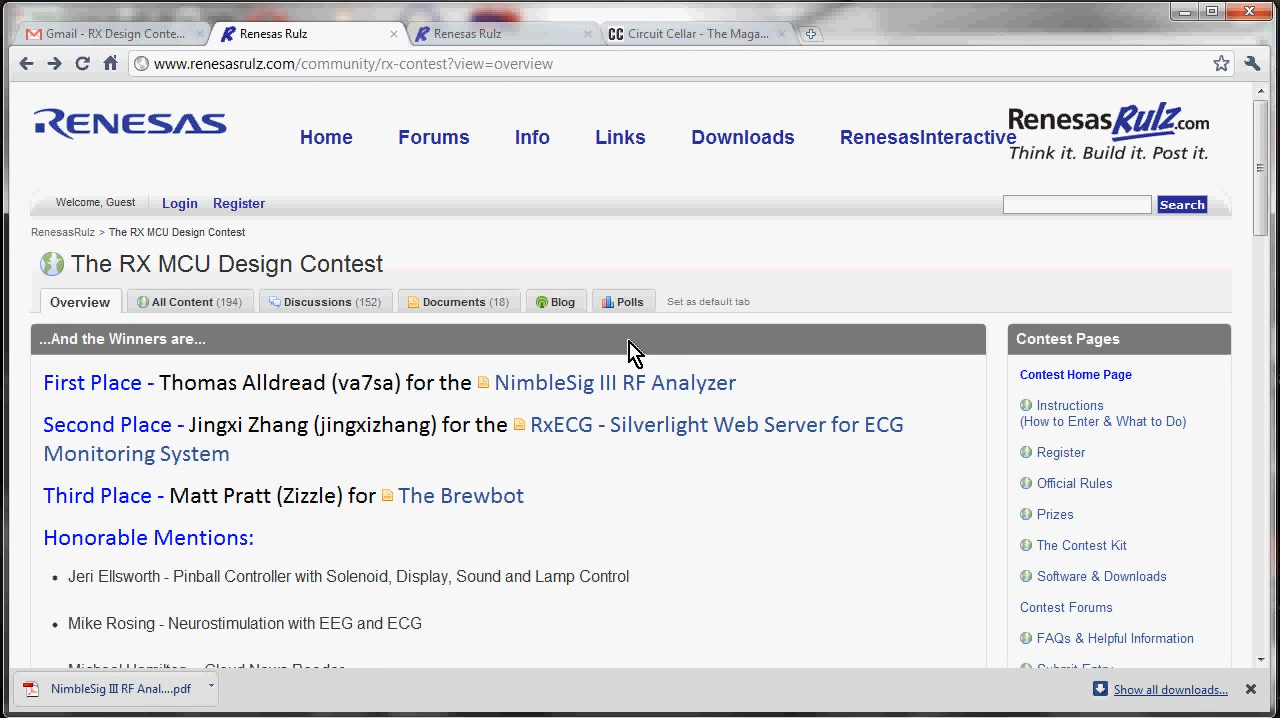 Gmail - RX Design Conte...
Renesas Rulz
Renesas Rulz
CC Circuit Cellar - The Maga...
www.renesasrulz.com/community/rx-contest?view=overview
RENESAS
Home Forums Info Links Downloads RenesasInteractive
RenesasRulz.com
Think it. Build it. Post it.
Welcome, Guest Login Register
Search
RenesasRulz > The RX MCU Design Contest
The RX MCU Design Contest
Overview All Content (194) Discussions (152) Documents (18) Blog Polls Set as default tab
...And the Winners are...
First Place - Thomas Alldread (va7sa) for the NimbleSig III RF Analyzer
Second Place - Jingxi Zhang (jingxizhang) for the RxECG - Silverlight Web Server for ECG
Monitoring System
Third Place - Matt Pratt (Zizzle) for The Brewbot
Honorable Mentions:
• Jeri Ellsworth - Pinball Controller with Solenoid, Display, Sound and Lamp Control
• Mike Rosing - Neurostimulation with EEG and ECG
Contest Pages
Contest Home Page
Instructions
(How to Enter & What to Do)
Register
Official Rules
Prizes
The Contest Kit
Software & Downloads
Contest Forums
FAQs & Helpful Information
Submit Entry
NimbleSig III RF Anal....pdf
Show all downloads...